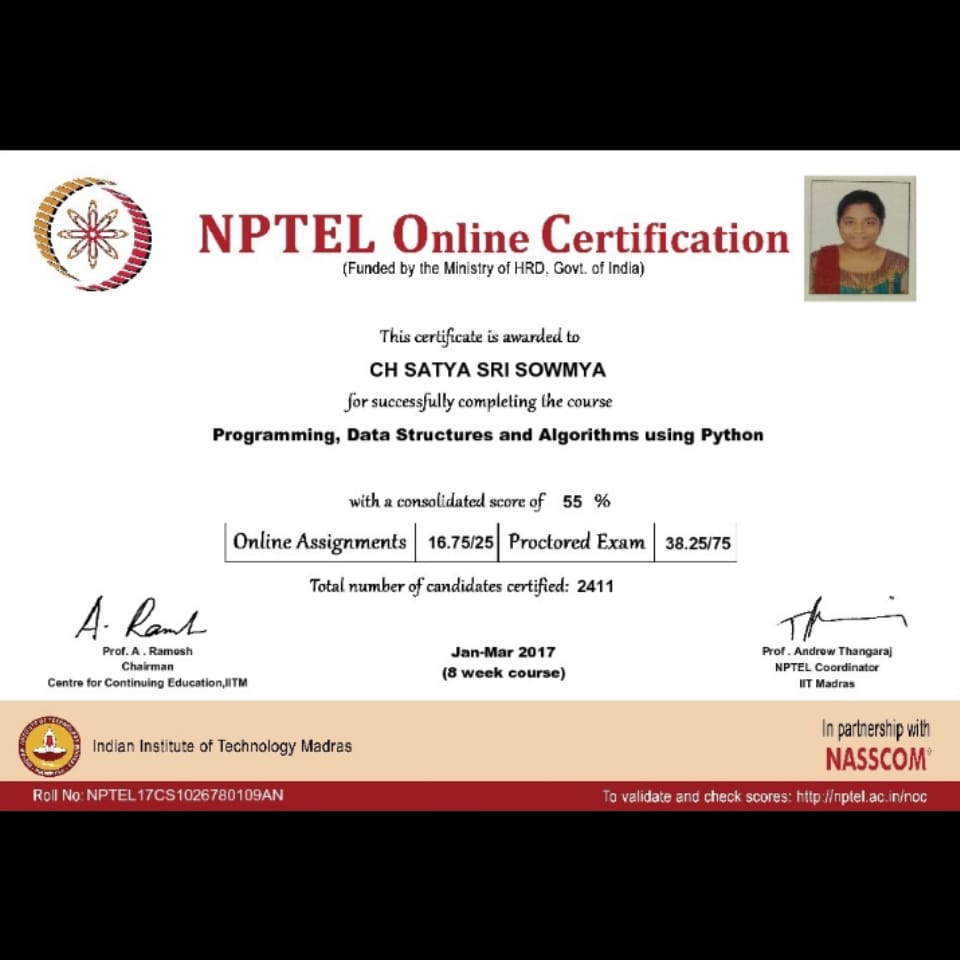 NPTEL Online Certification
(Funded by the Ministry of HRD, Govt. of India)
This certificate is awarded to
CH SATYA SRI SOWMYA
for successfully completing the course
Programming, Data Structures and Algorithms using Python
with a consolidated score of 55 %
Online Assignments 16.75/25 Proctored Exam 38.25/75
Total number of candidates certified: 2411
Prof. A . Ramesh
Chairman
Centre for Continuing Education,IITM
Jan-Mar 2017
(8 week course)
Prof . Andrew Thangaraj
NPTEL Coordinator
IIT Madras
Indian Institute of Technology Madras
In partnership with
NASSCOM®
Roll No: NPTEL17CS1026780109AN
To validate and check scores: http://nptel.ac.in/noc